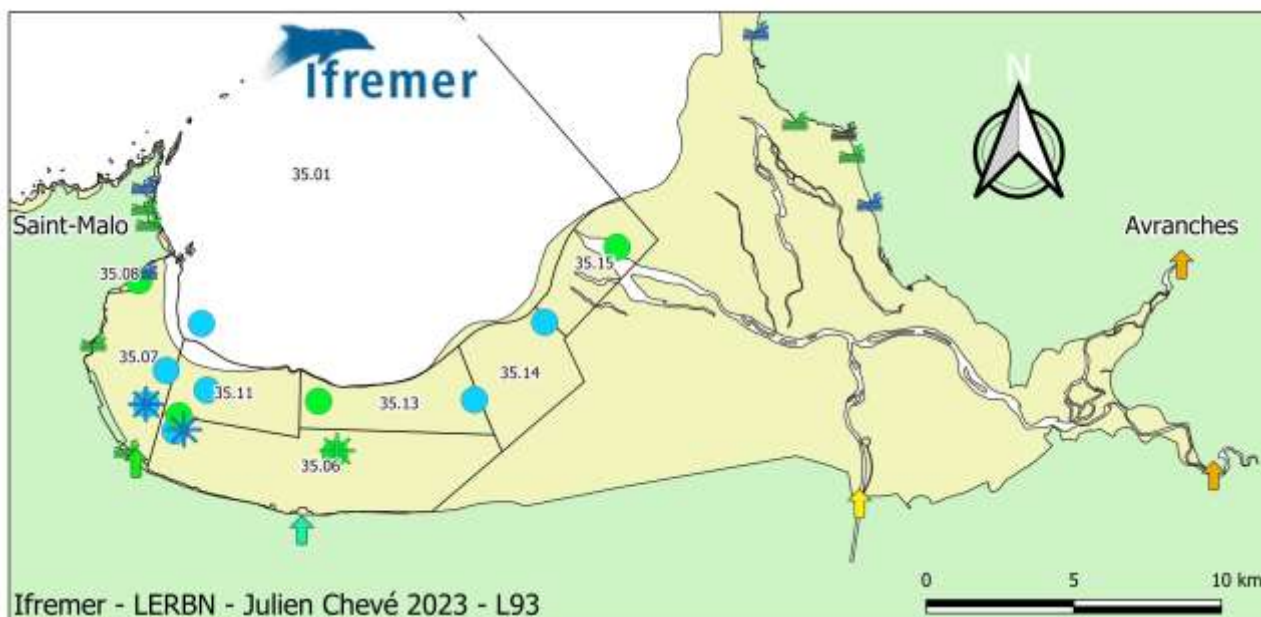 Ifremer
N
35.01
Saint-Malo
Avranches
35.08
35.15
35.07
35.14
35.11
35.13
35.06
0 5 10 km
Ifremer - LERBN - Julien Chevé 2023 - L93